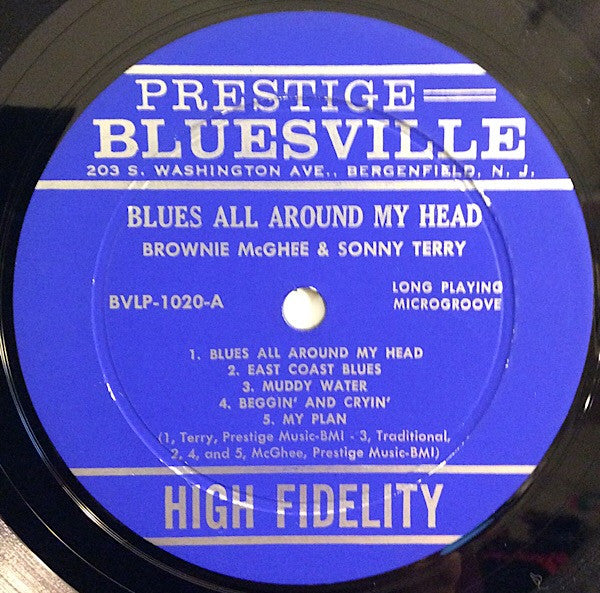 PRESTIGE
BLUESVILLE
203 S. WASHINGTON AVE., BERGENFIELD, N. J.
BLUES ALL AROUND MY HEAD
BROWNIE McGHEE & SONNY TERRY
BVLP-1020-A
LONG PLAYING
MICROGROOVE
1. BLUES ALL AROUND MY HEAD
2. EAST COAST BLUES
3. MUDDY WATER
4. BEGGIN' AND CRYIN'
5. MY PLAN
(1, Terry, Prestige Music-BMI - 3, Traditional,
2, 4, and 5, McGhee, Prestige Music-BMI)
HIGH FIDELITY